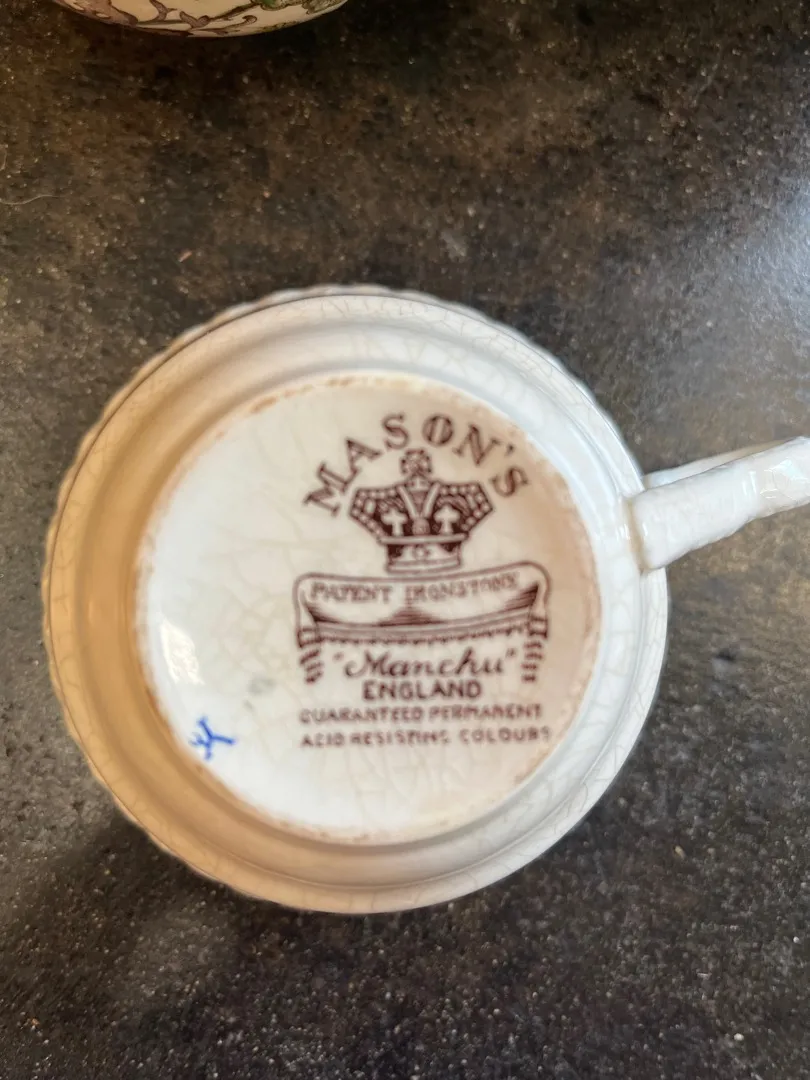 MASON'S
PATENT IRONSTONE
"Manchu"
ENGLAND
GUARANTEED PERMANENT
ACID RESISTING COLOURS